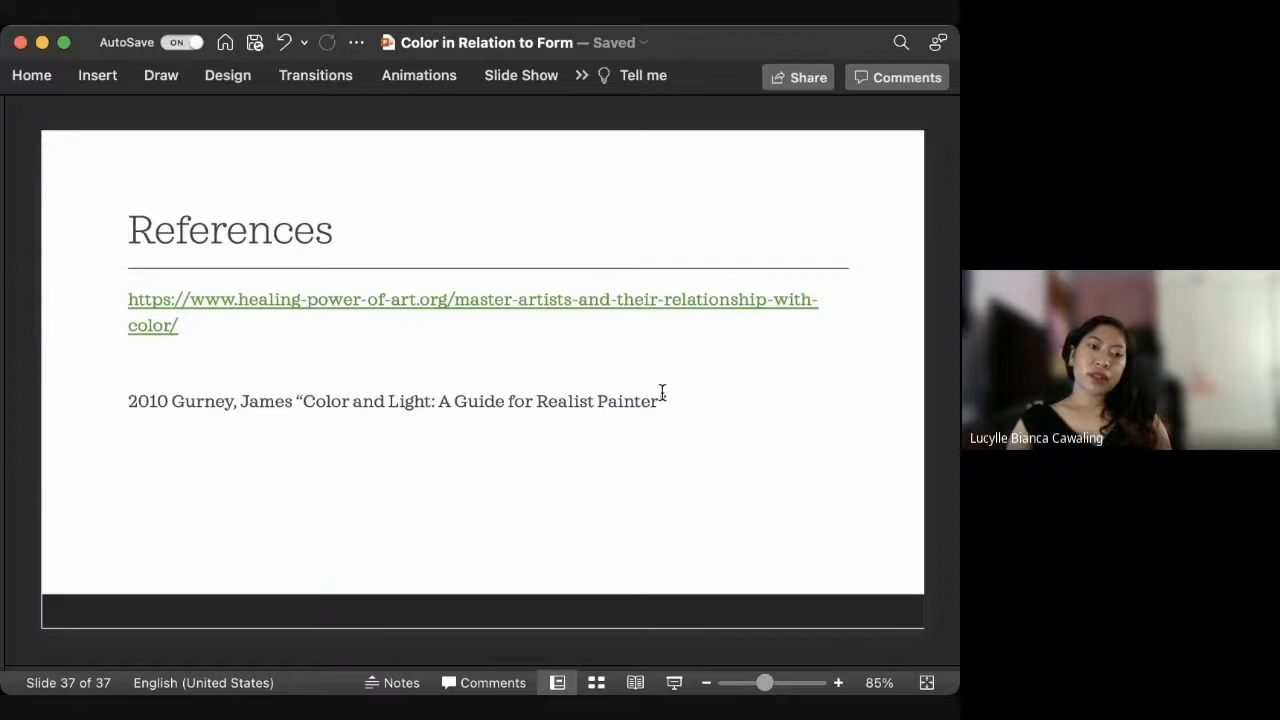 AutoSave ON Color in Relation to Form — Saved
Home Insert Draw Design Transitions Animations Slide Show Tell me Share Comments
References
https://www.healing-power-of-art.org/master-artists-and-their-relationship-with-
color/
2010 Gurney, James “Color and Light: A Guide for Realist Painter
Lucylle Bianca Cawaling
Slide 37 of 37 English (United States) Notes Comments 85%